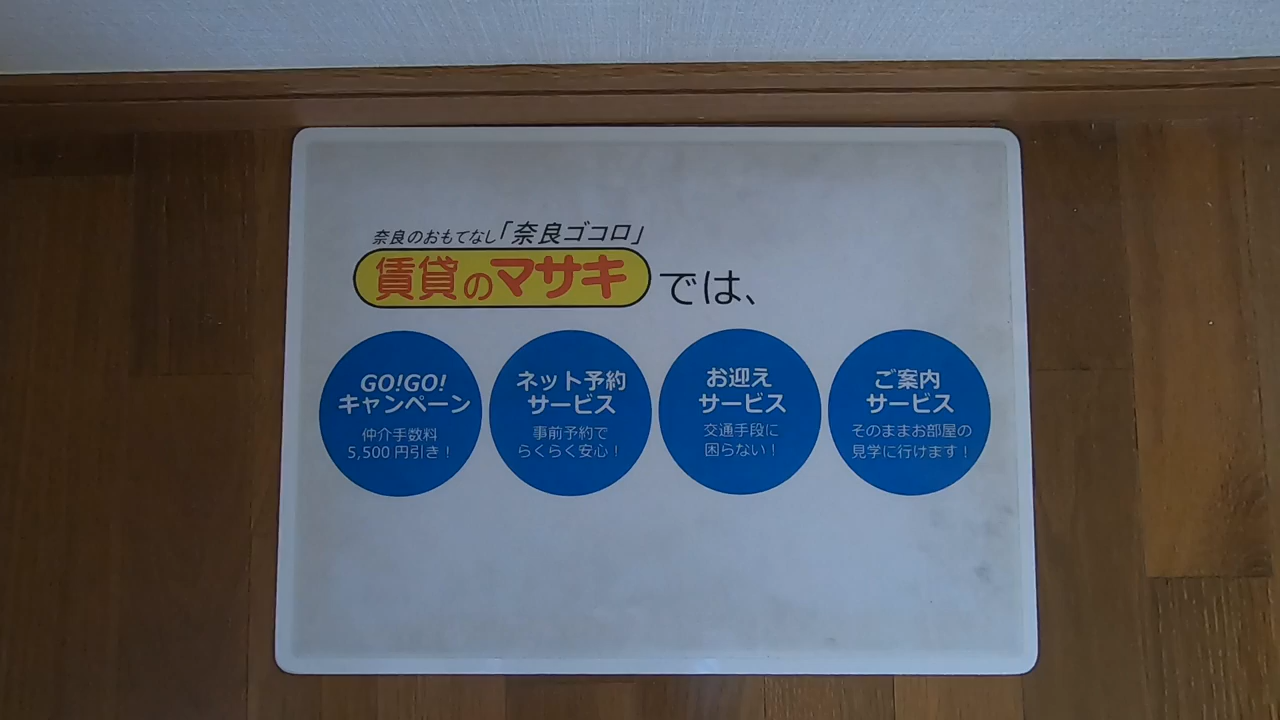 奈良のおもてなし「奈良ゴコロ」
賃貸のマサキでは、
GO!GO!
キャンペーン
仲介手数料
5,500 円引き！
ネット予約
サービス
事前予約で
らくらく安心！
お迎え
サービス
交通手段に
困らない！
ご案内
サービス
そのままお部屋の
見学に行けます！